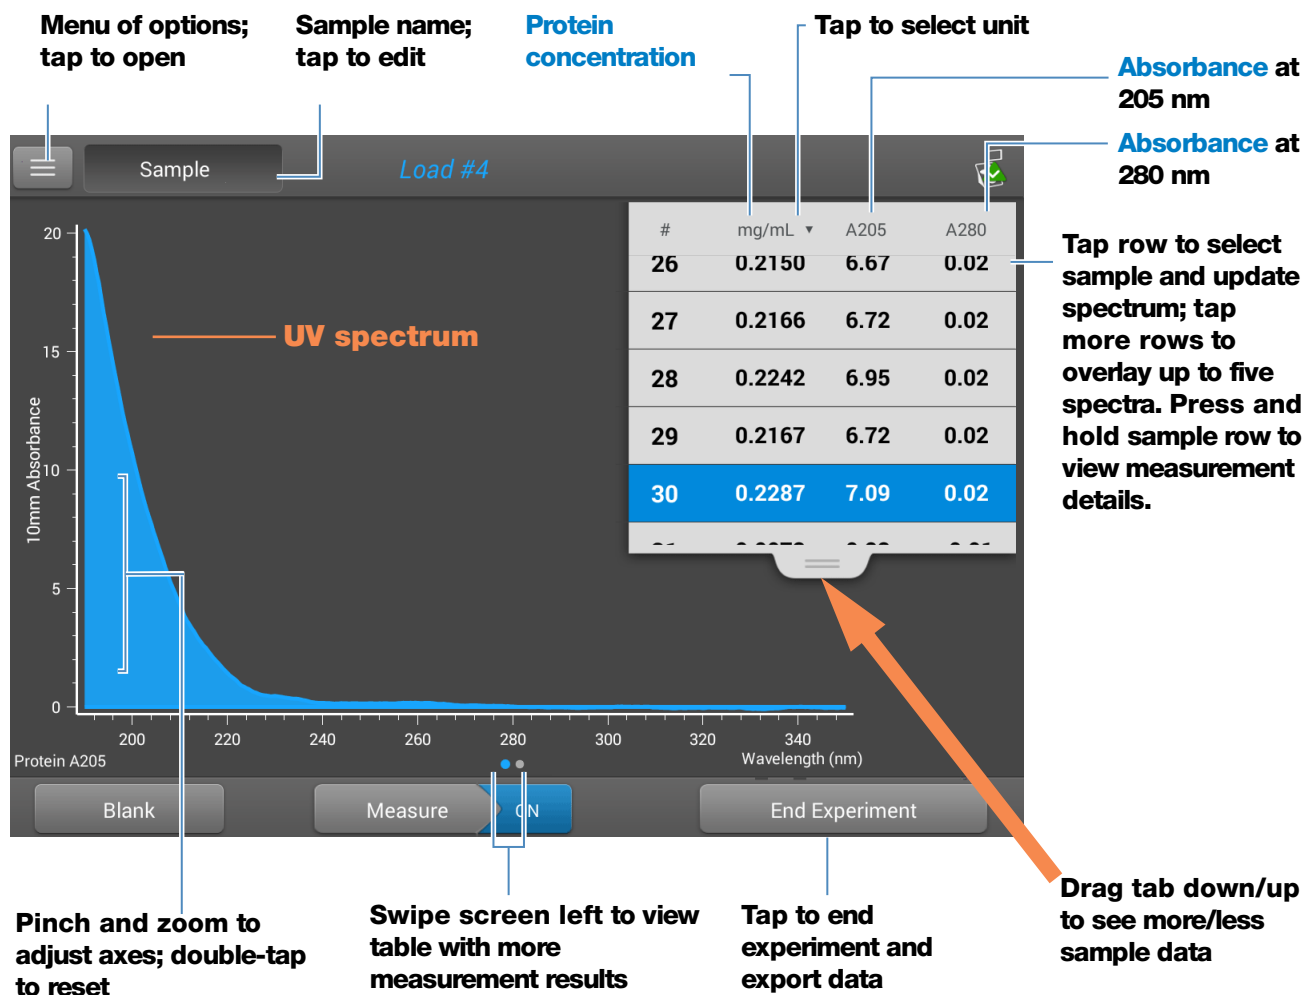 Menu of options;
tap to open
Sample name;
tap to edit
Protein
concentration
Tap to select unit
Absorbance at
205 nm
Absorbance at
280 nm
Sample
Load #4
# mg/mL ▼ A205 A280
26 0.2150 6.67 0.02
27 0.2166 6.72 0.02
28 0.2242 6.95 0.02
29 0.2167 6.72 0.02
30 0.2287 7.09 0.02
Tap row to select
sample and update
spectrum; tap
more rows to
overlay up to five
spectra. Press and
hold sample row to
view measurement
details.
UV spectrum
10mm Absorbance
20
15
10
5
0
200 220 240 260 280 300 320 340
Protein A205
Wavelength (nm)
Blank
Measure
ON
End Experiment
Pinch and zoom to
adjust axes; double-tap
to reset
Swipe screen left to view
table with more
measurement results
Tap to end
experiment and
export data
Drag tab down/up
to see more/less
sample data